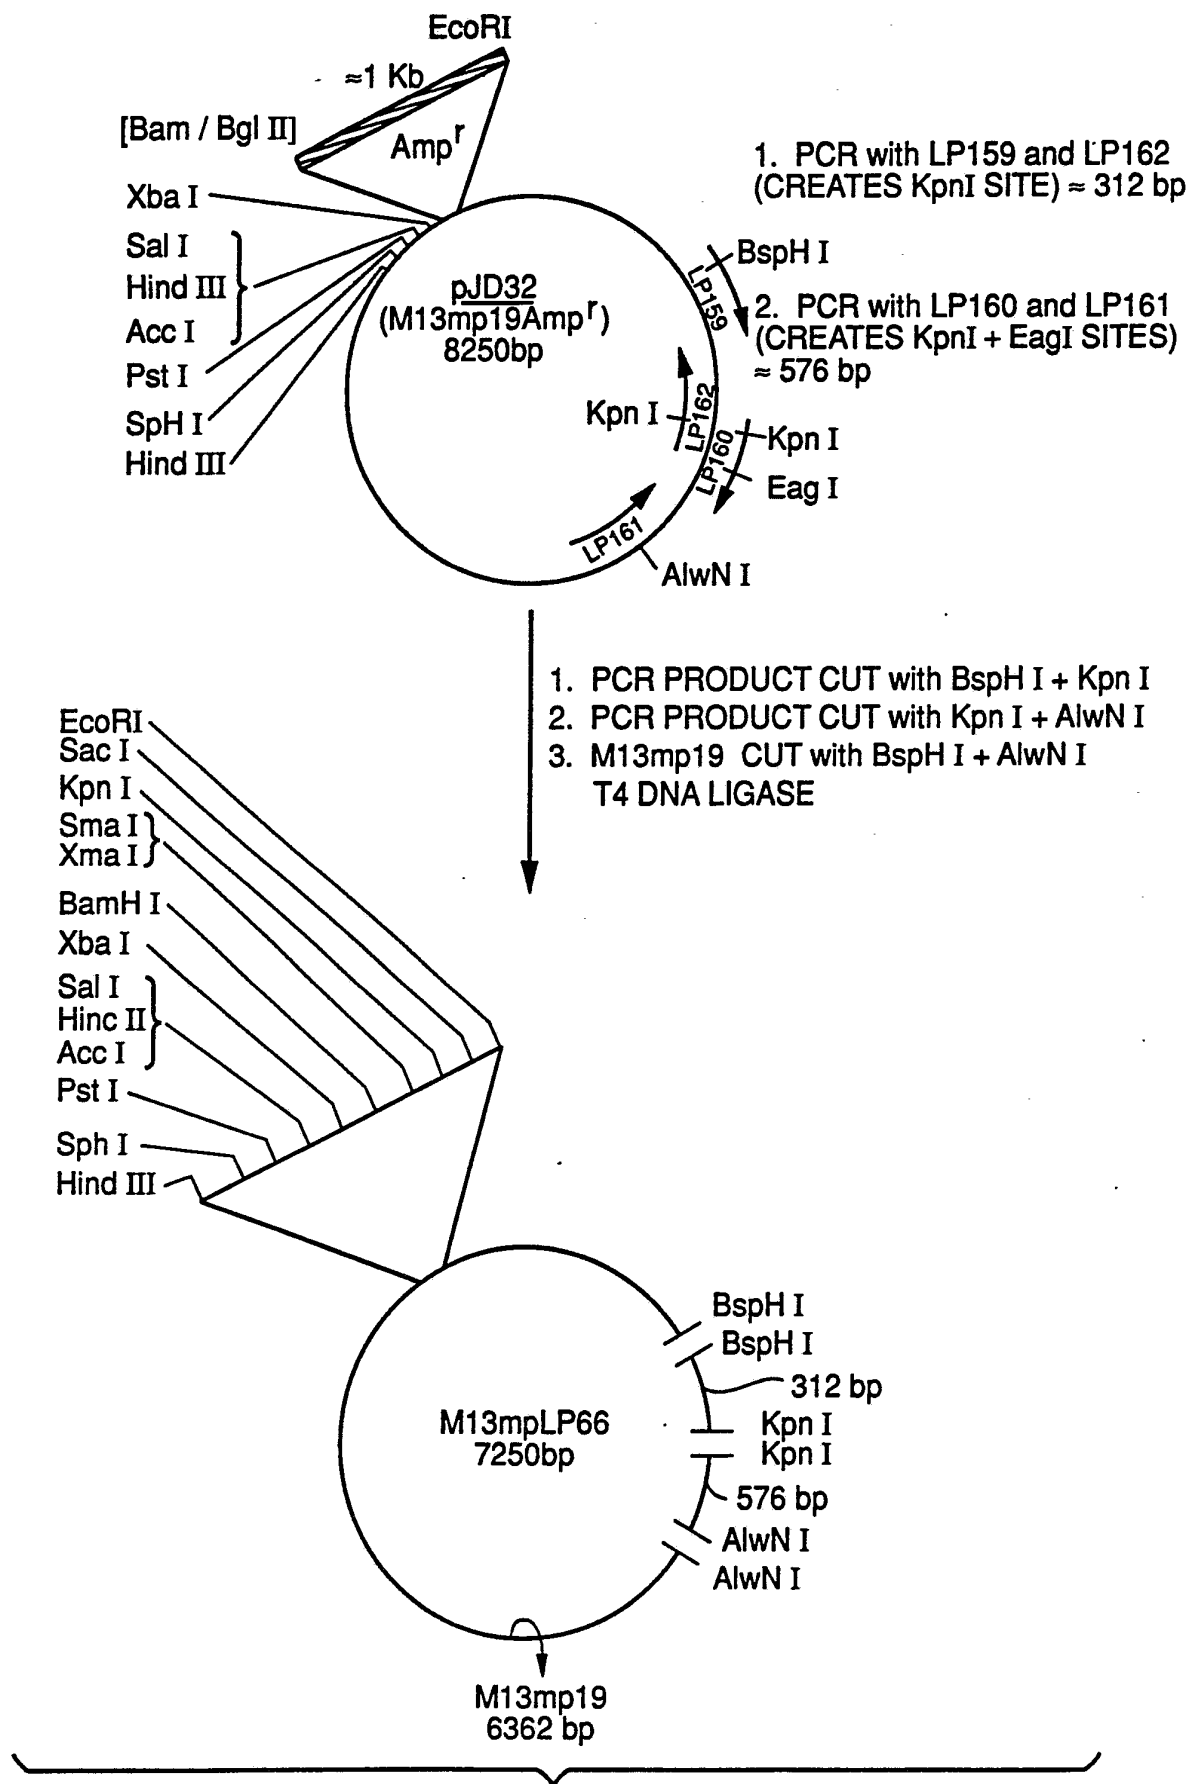 EcoRI
≈1 Kb
[Bam / Bgl II]
Amp^r
Xba I
Sal I
Hind III
Acc I
Pst I
SpH I
Hind III
pJD32
(M13mp19Amp^r)
8250bp
1. PCR with LP159 and LP162
(CREATES KpnI SITE) ≈ 312 bp
BspH I
LP159
2. PCR with LP160 and LP161
(CREATES KpnI + EagI SITES)
≈ 576 bp
Kpn I
LP162
LP160
Kpn I
Eag I
LP161
AlwN I
1. PCR PRODUCT CUT with BspH I + Kpn I
2. PCR PRODUCT CUT with Kpn I + AlwN I
3. M13mp19 CUT with BspH I + AlwN I
T4 DNA LIGASE
EcoRI
Sac I
Kpn I
Sma I
Xma I
BamH I
Xba I
Sal I
Hinc II
Acc I
Pst I
Sph I
Hind III
BspH I
BspH I
312 bp
M13mpLP66
7250bp
Kpn I
Kpn I
576 bp
AlwN I
AlwN I
M13mp19
6362 bp